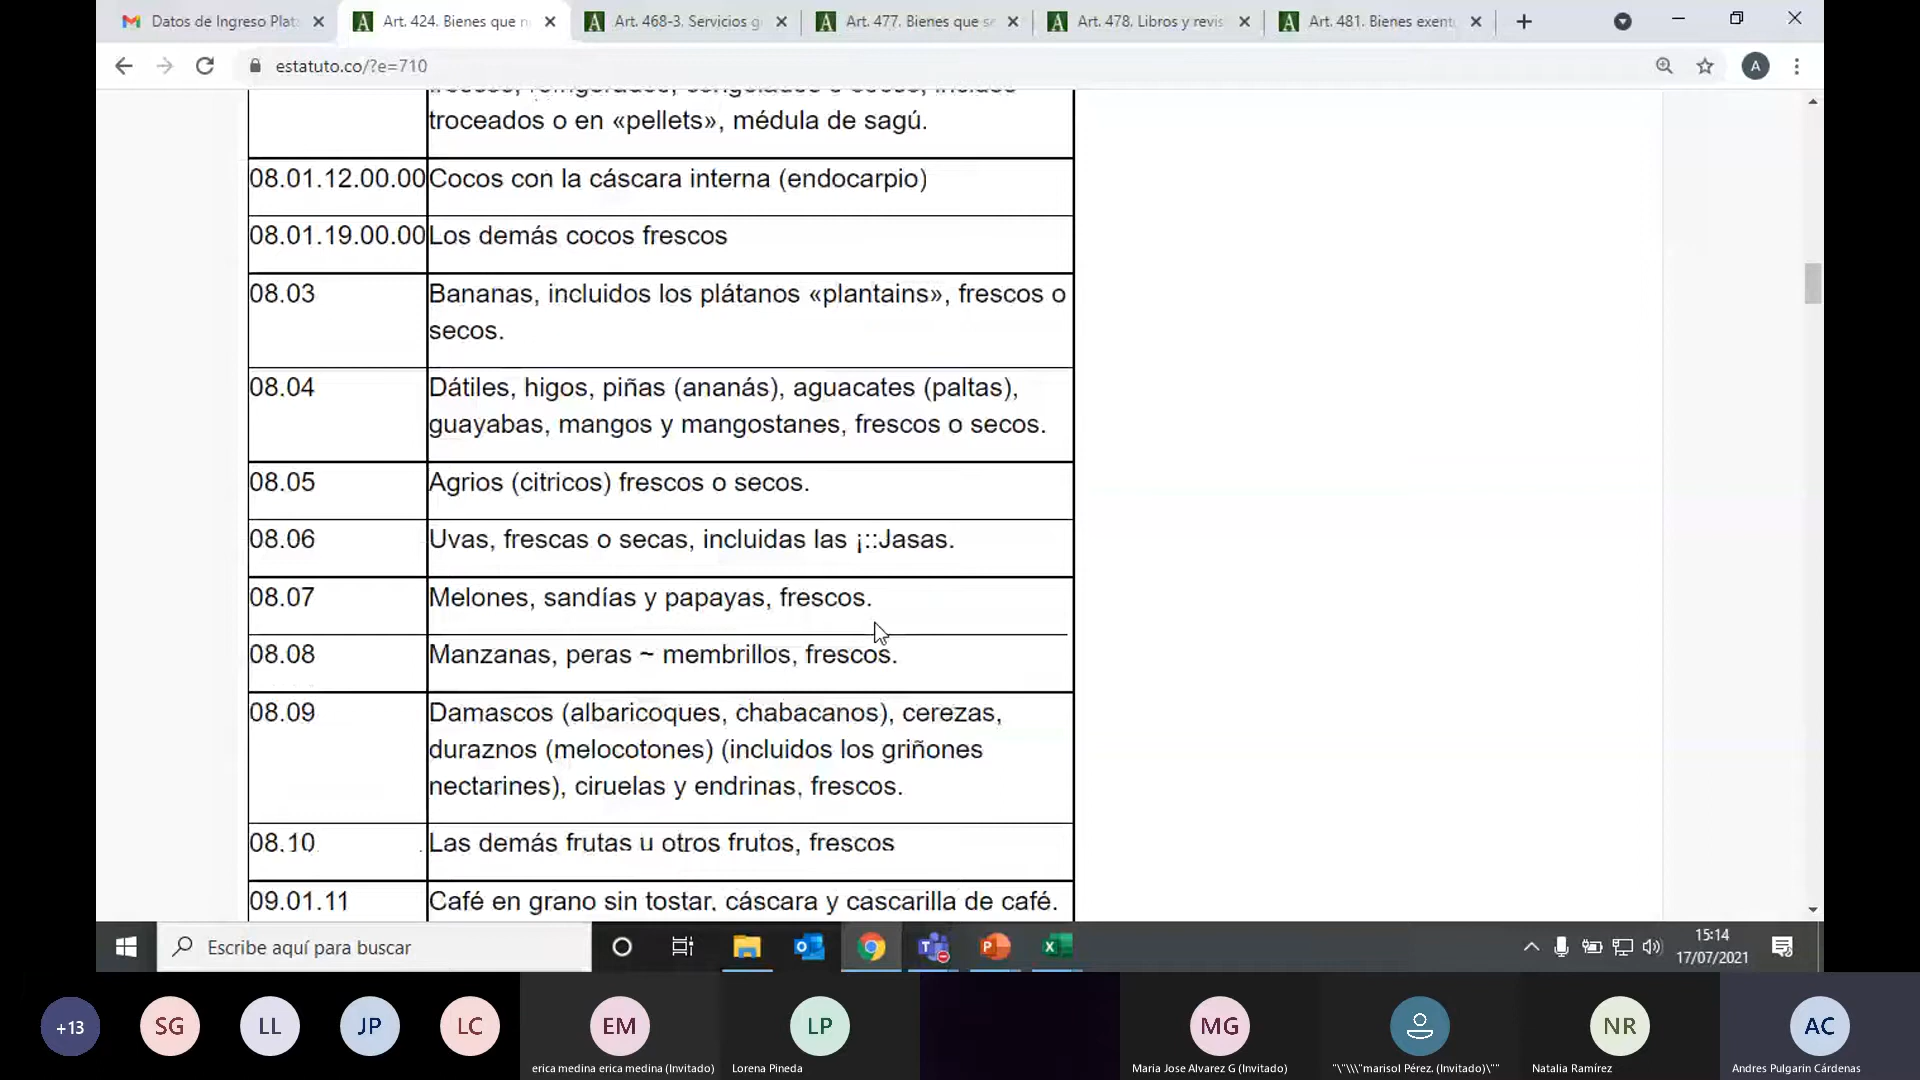 Datos de Ingreso Plat
Art. 424. Bienes que n
Art. 468-3. Servicios g
Art. 477. Bienes que se
Art. 478. Libros y revis
Art. 481. Bienes exent
estatuto.co/?e=710
A
troceados o en «pellets», médula de sagú.
08.01.12.00.00 Cocos con la cáscara interna (endocarpio)
08.01.19.00.00 Los demás cocos frescos
08.03 Bananas, incluidos los plátanos «plantains», frescos o
secos.
08.04 Dátiles, higos, piñas (ananás), aguacates (paltas),
guayabas, mangos y mangostanes, frescos o secos.
08.05 Agrios (citricos) frescos o secos.
08.06 Uvas, frescas o secas, incluidas las ¡::Jasas.
08.07 Melones, sandías y papayas, frescos.
08.08 Manzanas, peras ~ membrillos, frescos.
08.09 Damascos (albaricoques, chabacanos), cerezas,
duraznos (melocotones) (incluidos los griñones
nectarines), ciruelas y endrinas, frescos.
08.10 . Las demás frutas u otros frutos, frescos
09.01.11 Café en grano sin tostar, cáscara y cascarilla de café.
Escribe aquí para buscar
15:14
17/07/2021
+13
SG
LL
JP
LC
EM
LP
MG
NR
AC
erica medina erica medina (Invitado)
Lorena Pineda
Maria Jose Alvarez G (Invitado)
"\"\\\"marisol Pérez. (Invitado)\""
Natalia Ramírez
Andres Pulgarin Cárdenas